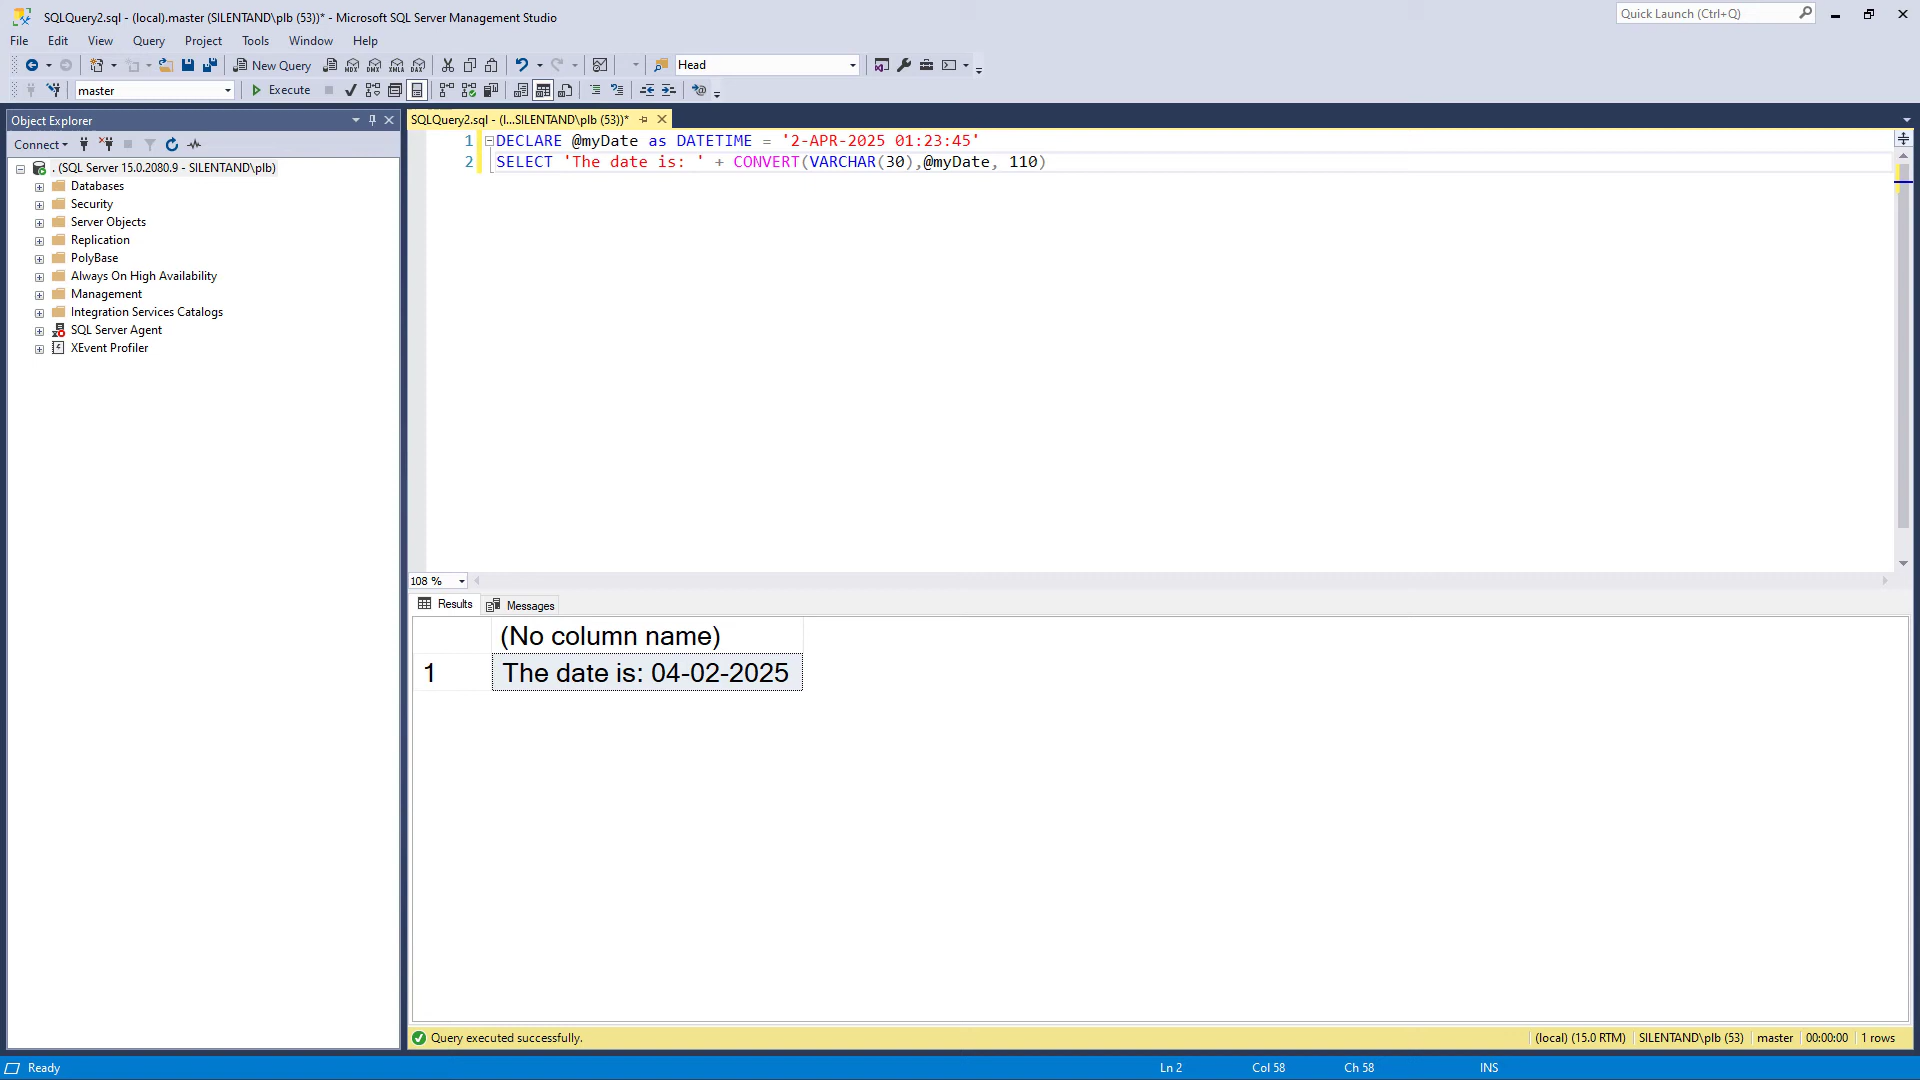 SQLQuery2.sql - (local).master (SILENTAND\plb (53))* - Microsoft SQL Server Management Studio
Quick Launch (Ctrl+Q)
File Edit View Query Project Tools Window Help
New Query
MDX DMX XMLA DAX
Head
master
Execute
Object Explorer
SQLQuery2.sql - (l...SILENTAND\plb (53))*
Connect
. (SQL Server 15.0.2080.9 - SILENTAND\plb)
Databases
Security
Server Objects
Replication
PolyBase
Always On High Availability
Management
Integration Services Catalogs
SQL Server Agent
XEvent Profiler
1 DECLARE @myDate as DATETIME = '2-APR-2025 01:23:45'
2 SELECT 'The date is: ' + CONVERT(VARCHAR(30),@myDate, 110)
108 %
Results Messages
(No column name)
1 The date is: 04-02-2025
Query executed successfully.
(local) (15.0 RTM) SILENTAND\plb (53) master 00:00:00 1 rows
Ready
Ln 2 Col 58 Ch 58 INS